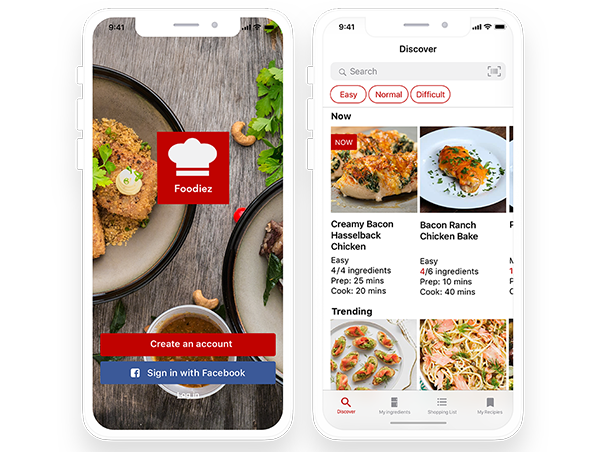 9:41
Foodiez
Create an account
Sign in with Facebook
Log in
9:41
Discover
Search
Easy Normal Difficult
Now
NOW
Creamy Bacon
Hasselback
Chicken
Easy
4/4 ingredients
Prep: 25 mins
Cook: 20 mins
Bacon Ranch
Chicken Bake
Easy
4/6 ingredients
Prep: 10 mins
Cook: 40 mins
P
M
1
Trending
Discover My ingredients Shopping List My Recipies